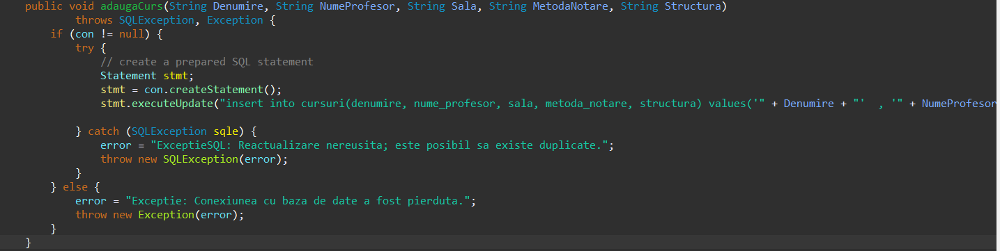 public void adaugaCurs(String Denumire, String NumeProfesor, String Sala, String MetodaNotare, String Structura)
throws SQLException, Exception {
if (con != null) {
try {
// create a prepared SQL statement
Statement stmt;
stmt = con.createStatement();
stmt.executeUpdate("insert into cursuri(denumire, nume_profesor, sala, metoda_notare, structura) values('" + Denumire + "'  , '" + NumeProfesor
} catch (SQLException sqle) {
error = "ExceptieSQL: Reactualizare nereusita; este posibil sa existe duplicate.";
throw new SQLException(error);
}
} else {
error = "Exceptie: Conexiunea cu baza de date a fost pierduta.";
throw new Exception(error);
}
}